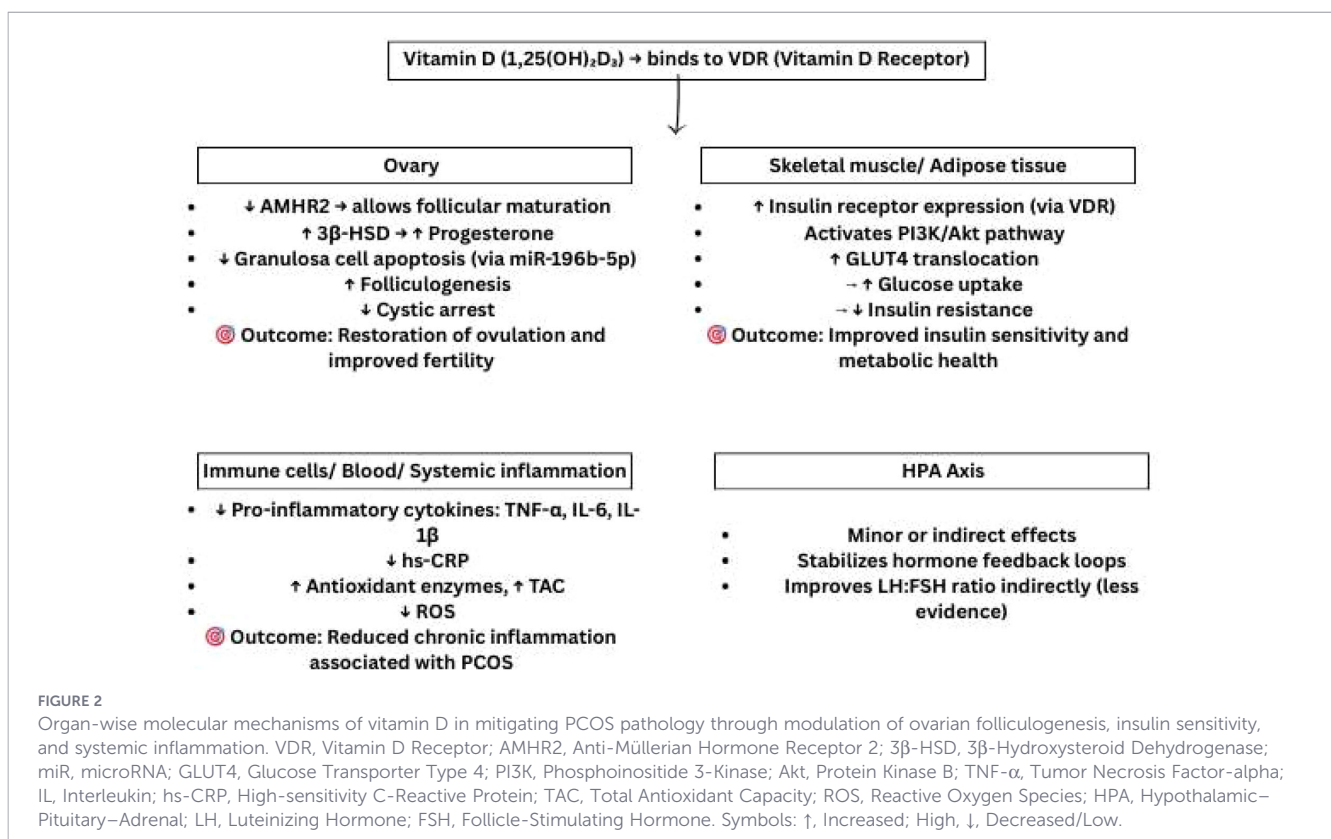 Vitamin D (1,25(OH)₂D₃) → binds to VDR (Vitamin D Receptor)
Ovary
• ↓ AMHR2 → allows follicular maturation
• ↑ 3β-HSD → ↑ Progesterone
• ↓ Granulosa cell apoptosis (via miR-196b-5p)
• ↑ Folliculogenesis
• ↓ Cystic arrest
🎯 Outcome: Restoration of ovulation and
improved fertility
Skeletal muscle/ Adipose tissue
• ↑ Insulin receptor expression (via VDR)
• Activates PI3K/Akt pathway
• ↑ GLUT4 translocation
• → ↑ Glucose uptake
• → ↓ Insulin resistance
🎯 Outcome: Improved insulin sensitivity and
metabolic health
Immune cells/ Blood/ Systemic inflammation
• ↓ Pro-inflammatory cytokines: TNF-α, IL-6, IL-
1β
• ↓ hs-CRP
• ↑ Antioxidant enzymes, ↑ TAC
• ↓ ROS
🎯 Outcome: Reduced chronic inflammation
associated with PCOS
HPA Axis
• Minor or indirect effects
• Stabilizes hormone feedback loops
• Improves LH:FSH ratio indirectly (less
evidence)
FIGURE 2
Organ-wise molecular mechanisms of vitamin D in mitigating PCOS pathology through modulation of ovarian folliculogenesis, insulin sensitivity,
and systemic inflammation. VDR, Vitamin D Receptor; AMHR2, Anti-Müllerian Hormone Receptor 2; 3β-HSD, 3β-Hydroxysteroid Dehydrogenase;
miR, microRNA; GLUT4, Glucose Transporter Type 4; PI3K, Phosphoinositide 3-Kinase; Akt, Protein Kinase B; TNF-α, Tumor Necrosis Factor-alpha;
IL, Interleukin; hs-CRP, High-sensitivity C-Reactive Protein; TAC, Total Antioxidant Capacity; ROS, Reactive Oxygen Species; HPA, Hypothalamic–
Pituitary–Adrenal; LH, Luteinizing Hormone; FSH, Follicle-Stimulating Hormone. Symbols: ↑, Increased; High, ↓, Decreased/Low.